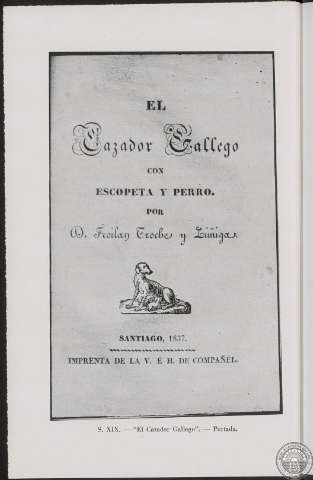 EL
Cazador Gallego
CON
ESCOPETA Y PERRO.
POR
D. Froilan Troche y Zúñiga.
SANTIAGO, 1837.
IMPRENTA DE LA V. É H. DE COMPAÑEL.
S. XIX. — "El Cazador Gallego". — Portada.